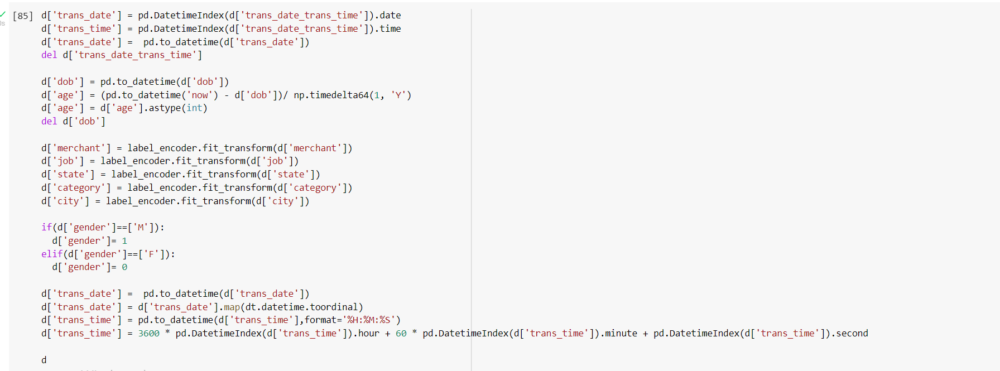 [85] d['trans_date'] = pd.DatetimeIndex(d['trans_date_trans_time']).date
d['trans_time'] = pd.DatetimeIndex(d['trans_date_trans_time']).time
d['trans_date'] =  pd.to_datetime(d['trans_date'])
del d['trans_date_trans_time']
d['dob'] = pd.to_datetime(d['dob'])
d['age'] = (pd.to_datetime('now') - d['dob'])/ np.timedelta64(1, 'Y')
d['age'] = d['age'].astype(int)
del d['dob']
d['merchant'] = label_encoder.fit_transform(d['merchant'])
d['job'] = label_encoder.fit_transform(d['job'])
d['state'] = label_encoder.fit_transform(d['state'])
d['category'] = label_encoder.fit_transform(d['category'])
d['city'] = label_encoder.fit_transform(d['city'])
if(d['gender']==['M']):
  d['gender']= 1
elif(d['gender']==['F']):
  d['gender']= 0
d['trans_date'] =  pd.to_datetime(d['trans_date'])
d['trans_date'] = d['trans_date'].map(dt.datetime.toordinal)
d['trans_time'] = pd.to_datetime(d['trans_time'],format='%H:%M:%S')
d['trans_time'] = 3600 * pd.DatetimeIndex(d['trans_time']).hour + 60 * pd.DatetimeIndex(d['trans_time']).minute + pd.DatetimeIndex(d['trans_time']).second
d